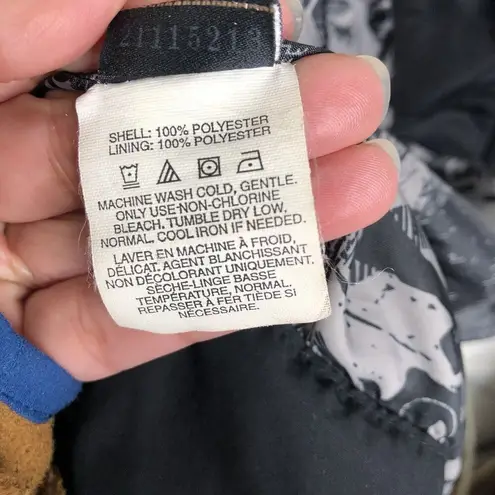 21115213
SHELL: 100% POLYESTER
LINING: 100% POLYESTER
MACHINE WASH COLD, GENTLE.
ONLY USE NON-CHLORINE
BLEACH. TUMBLE DRY LOW,
NORMAL. COOL IRON IF NEEDED.
LAVER EN MACHINE À FROID,
DÉLICAT. AGENT BLANCHISSANT
NON DÉCOLORANT UNIQUEMENT.
SÈCHE-LINGE BASSE
TEMPÉRATURE, NORMAL.
REPASSER À FER TIÈDE SI
NÉCESSAIRE.